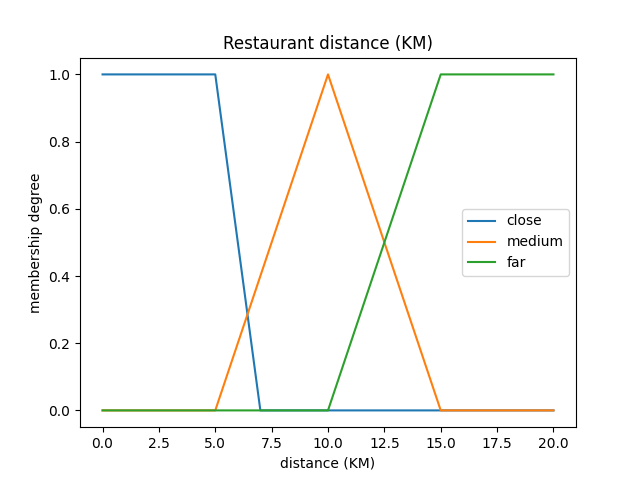 Restaurant distance (KM)
membership degree
1.0
0.8
0.6
0.4
0.2
0.0
close
medium
far
0.0 2.5 5.0 7.5 10.0 12.5 15.0 17.5 20.0
distance (KM)